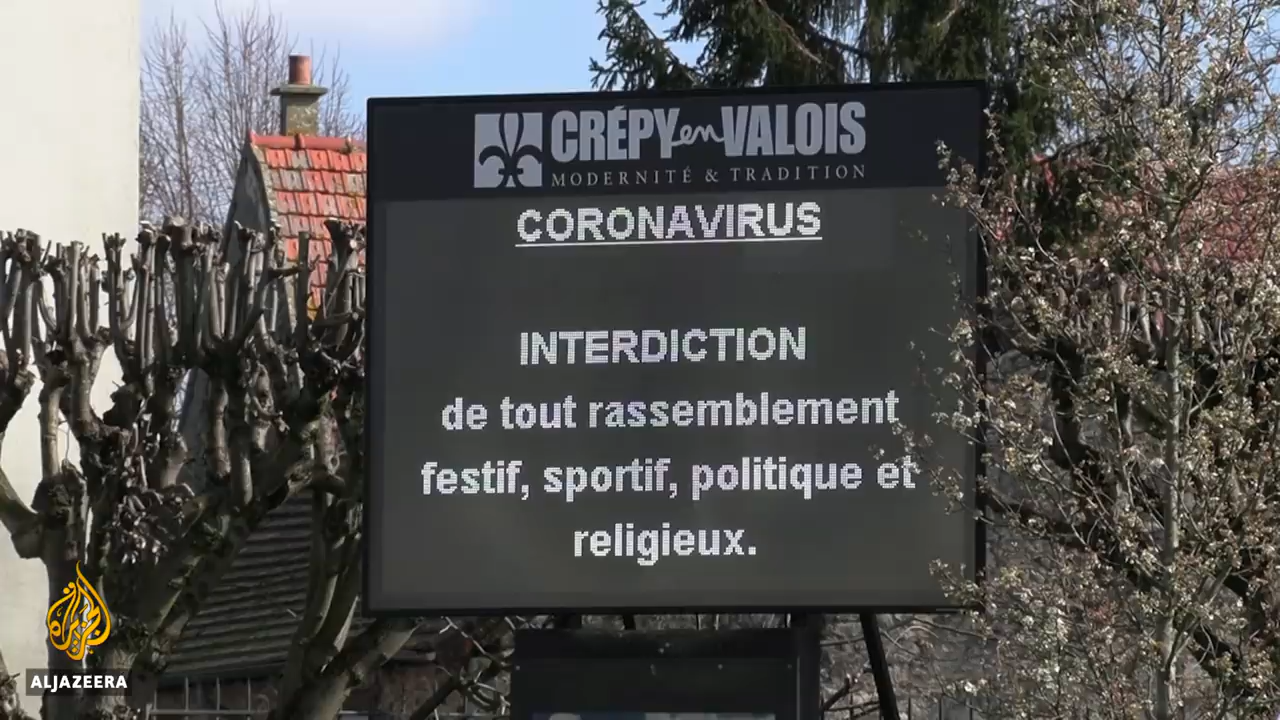 CRÉPY en VALOIS
MODERNITÉ & TRADITION
CORONAVIRUS
INTERDICTION
de tout rassemblement
festif, sportif, politique et
religieux.
ALJAZEERA